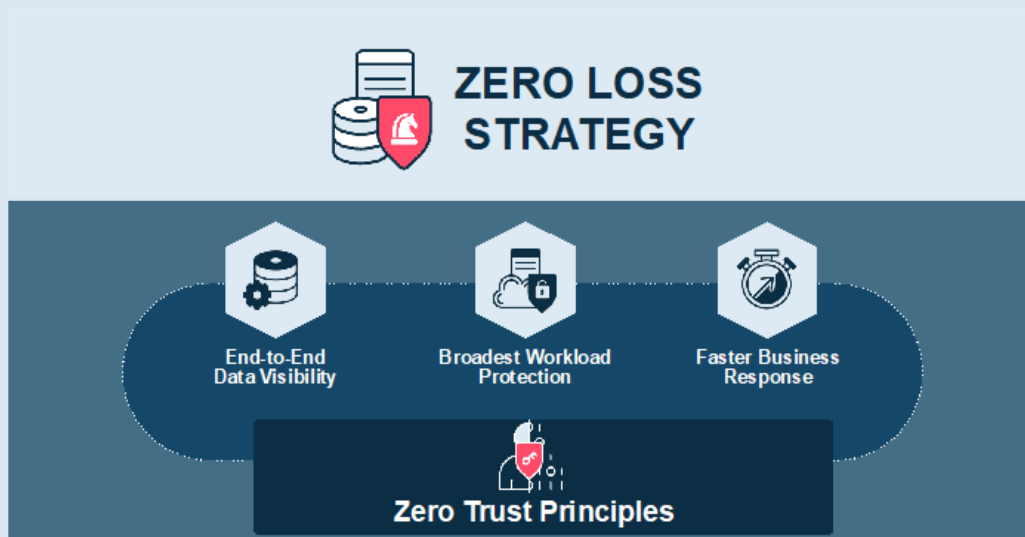 ZERO LOSS
STRATEGY
End-to-End
Data Visibility
Broadest Workload
Protection
Faster Business
Response
Zero Trust Principles